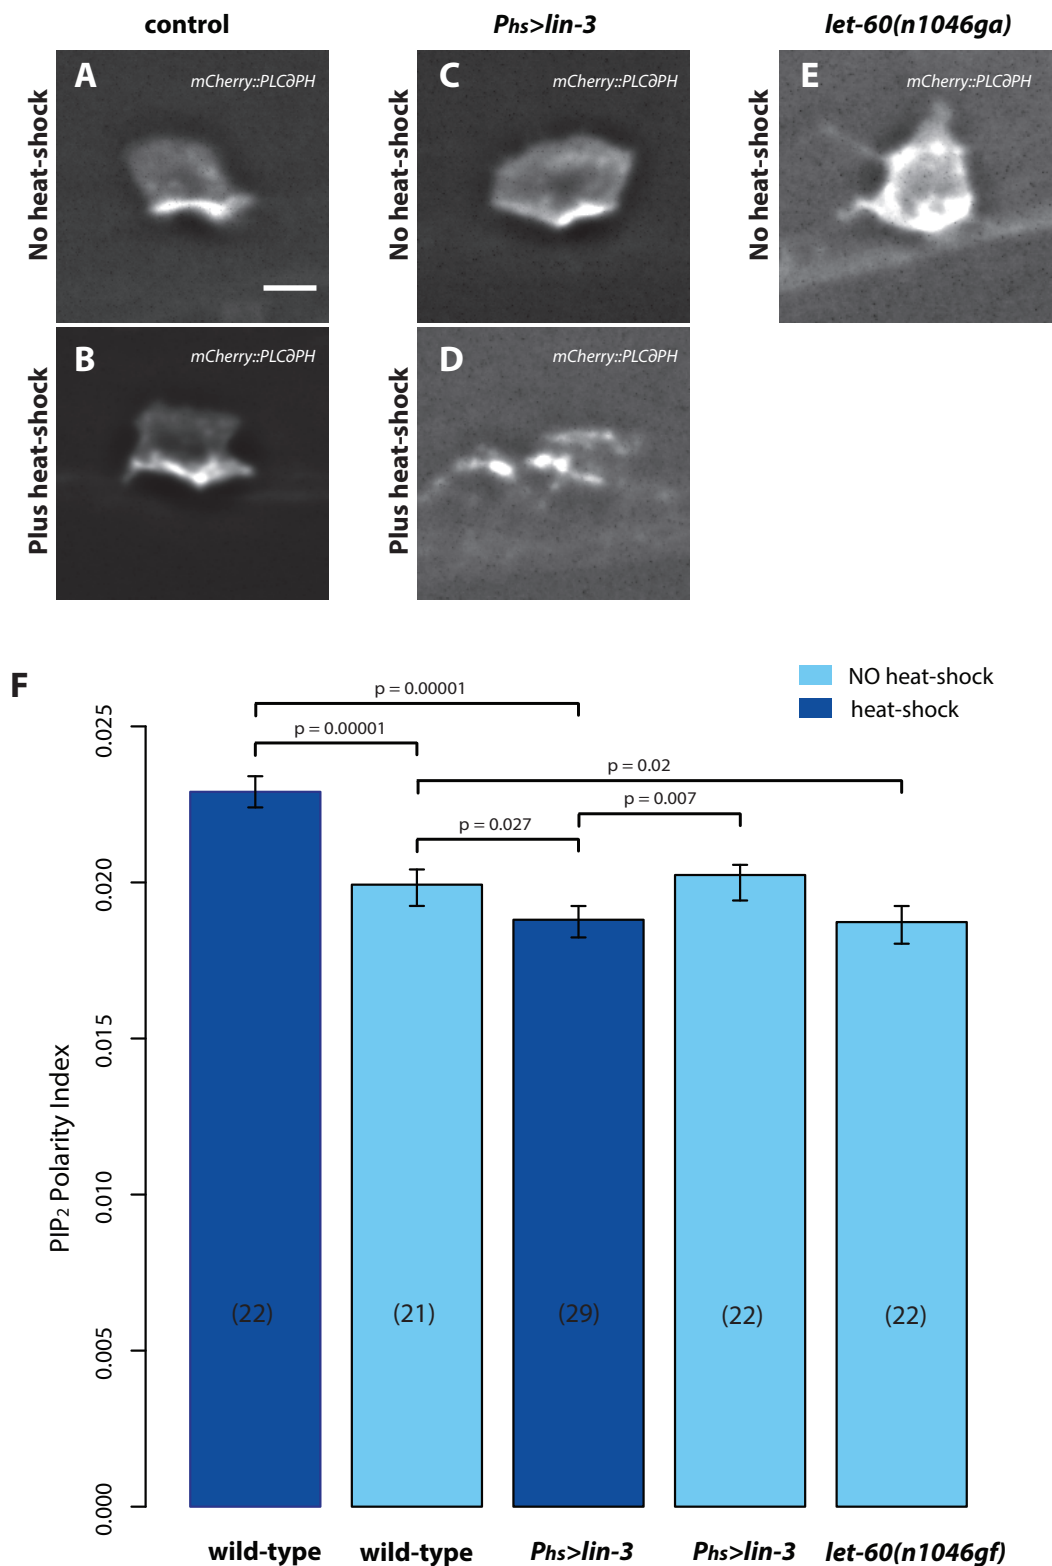 control
Phs>lin-3
let-60(n1046ga)
No heat-shock
A
mCherry::PLC∂PH
No heat-shock
C
mCherry::PLC∂PH
No heat-shock
E
mCherry::PLC∂PH
Plus heat-shock
B
mCherry::PLC∂PH
Plus heat-shock
D
mCherry::PLC∂PH
F
NO heat-shock
heat-shock
p = 0.00001
p = 0.00001
p = 0.02
p = 0.007
p = 0.027
PIP2 Polarity Index
0.025
0.020
0.015
0.010
0.005
0.000
(22)
(21)
(29)
(22)
(22)
wild-type
wild-type
Phs>lin-3
Phs>lin-3
let-60(n1046gf)